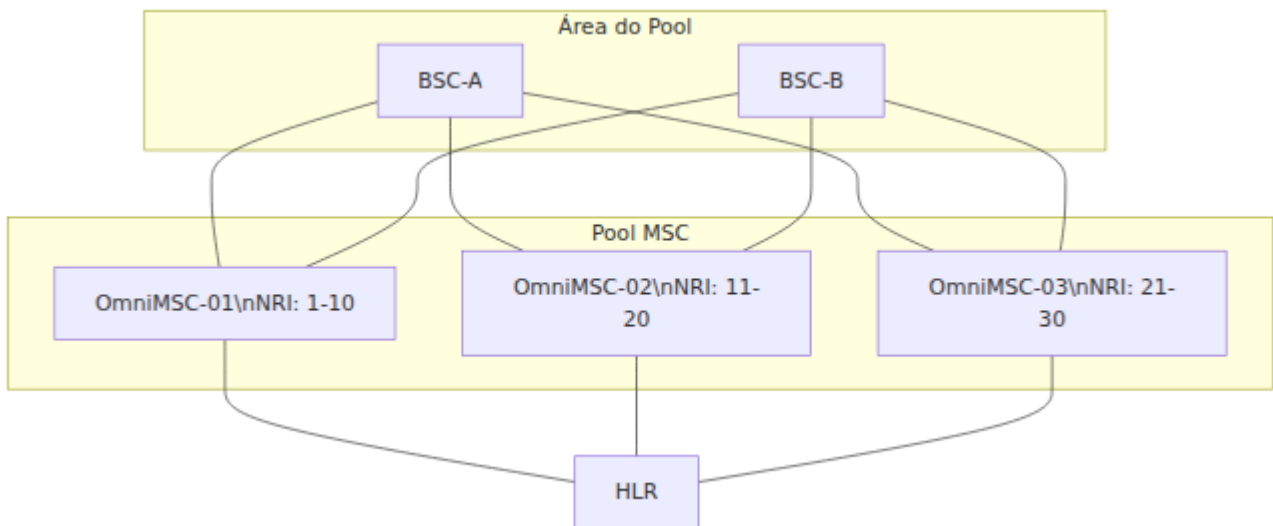 Área do Pool
BSC-A
BSC-B
Pool MSC
OmniMSC-01\nNRI: 1-10
OmniMSC-02\nNRI: 11-
20
OmniMSC-03\nNRI: 21-
30
HLR